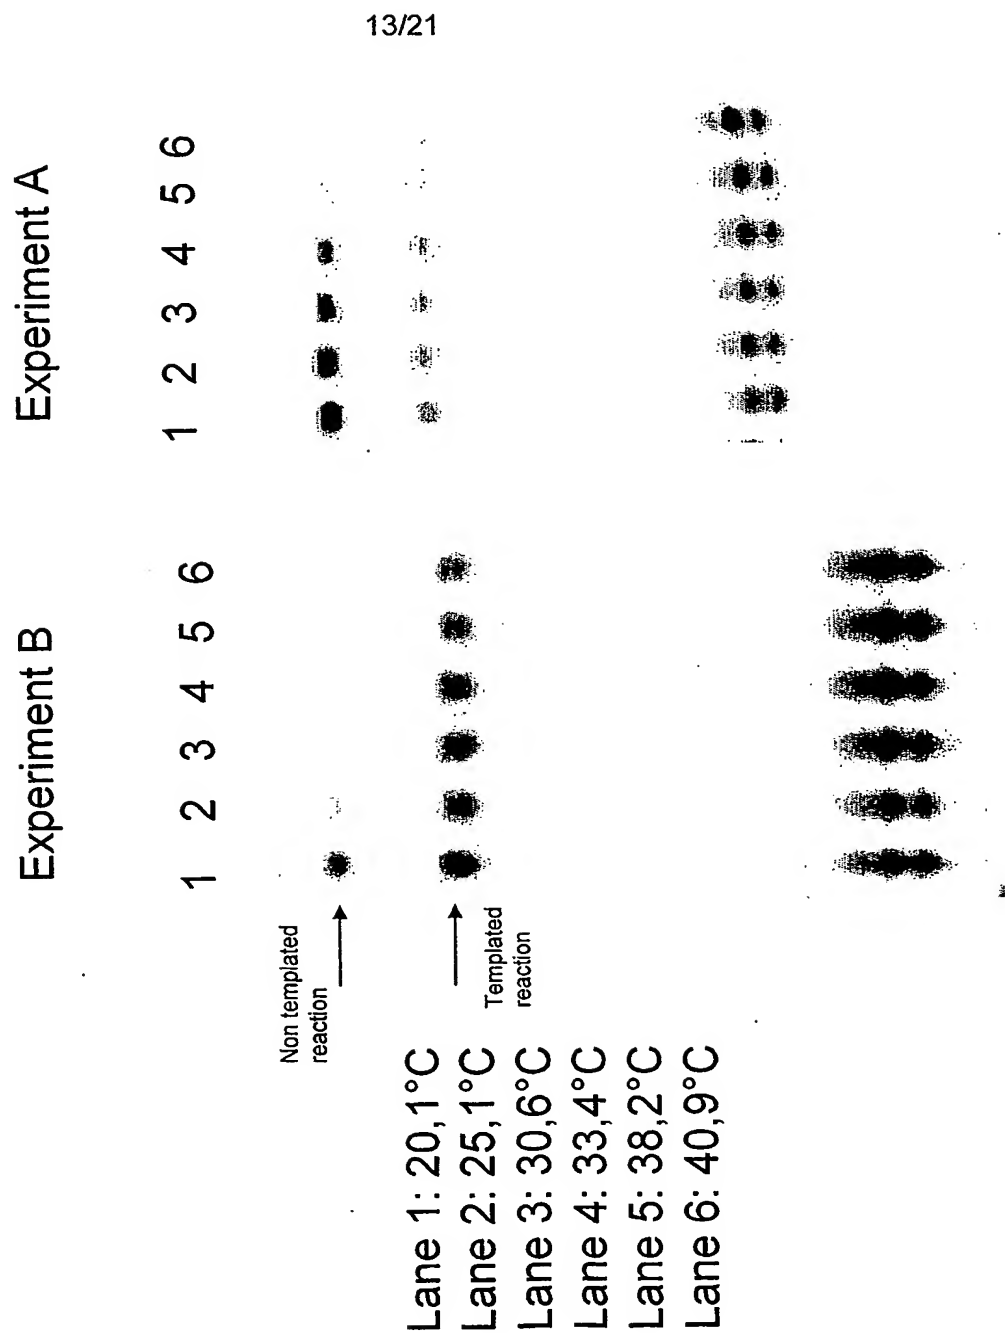 13/21
Experiment A
1 2 3 4 5 6
Experiment B
1 2 3 4 5 6
Non templated
reaction
Templated
reaction
Lane 1: 20,1°C
Lane 2: 25,1°C
Lane 3: 30,6°C
Lane 4: 33,4°C
Lane 5: 38,2°C
Lane 6: 40,9°C